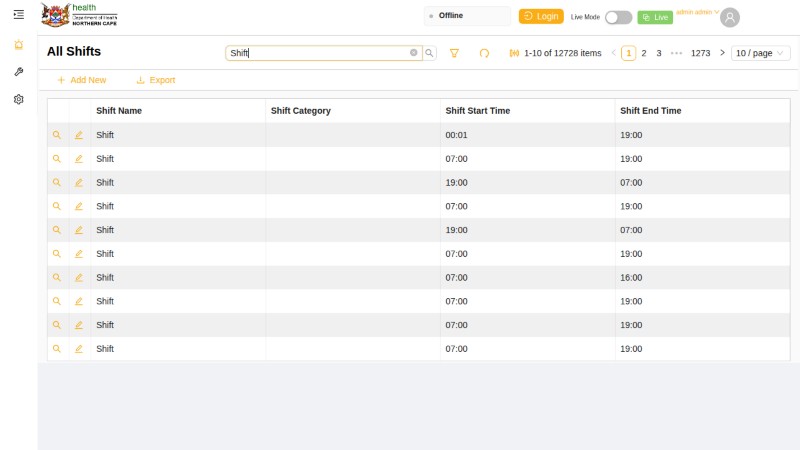 health
Department of Health
NORTHERN CAPE
Offline
Login
Live Mode
Live
admin admin
All Shifts
Shift
1-10 of 12728 items
1 2 3 ••• 1273
10 / page
Add New
Export
Shift Name Shift Category Shift Start Time Shift End Time
Shift 00:01 19:00
Shift 07:00 19:00
Shift 19:00 07:00
Shift 07:00 19:00
Shift 19:00 07:00
Shift 07:00 19:00
Shift 07:00 16:00
Shift 07:00 19:00
Shift 07:00 19:00
Shift 07:00 19:00